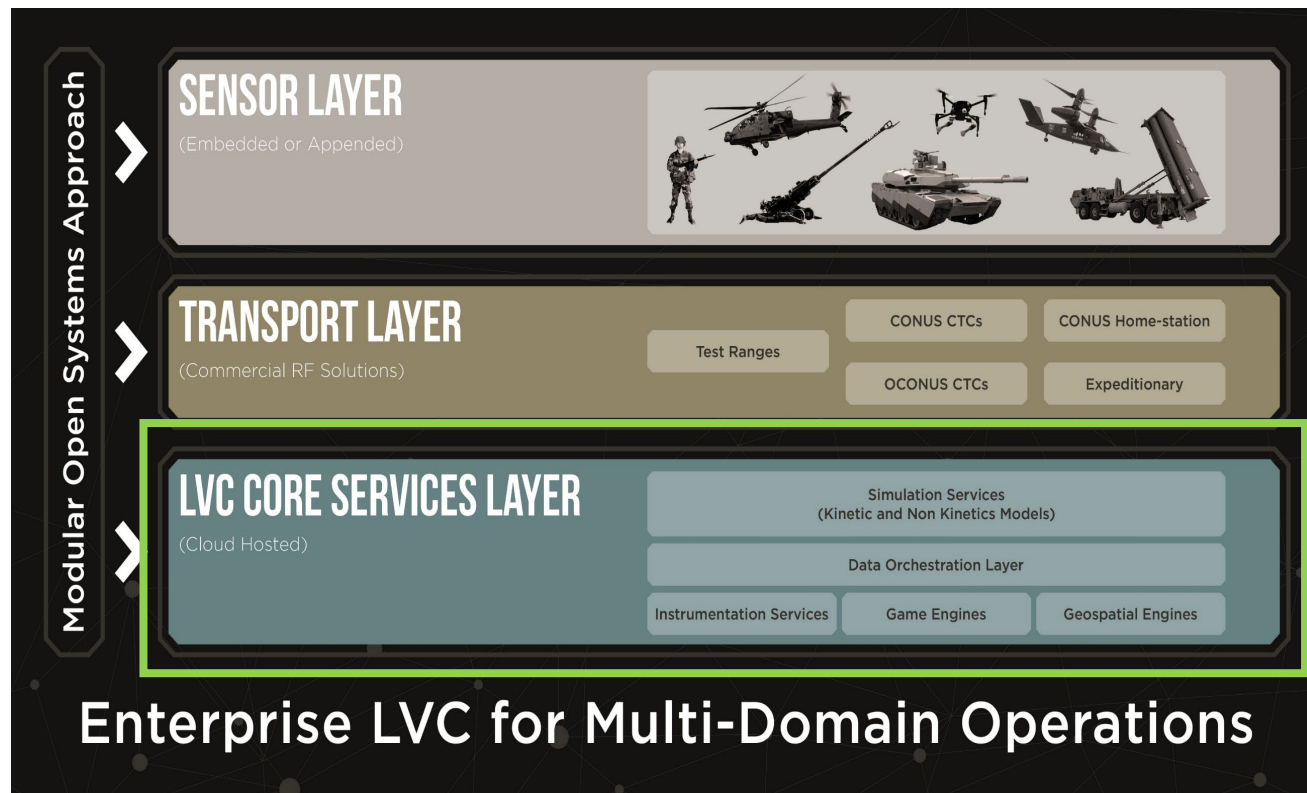 Modular Open Systems Approach
SENSOR LAYER
(Embedded or Appended)
TRANSPORT LAYER
(Commercial RF Solutions)
Test Ranges
CONUS CTCs
CONUS Home-station
OCONUS CTCs
Expeditionary
LVC CORE SERVICES LAYER
(Cloud Hosted)
Simulation Services
(Kinetic and Non Kinetics Models)
Data Orchestration Layer
Instrumentation Services
Game Engines
Geospatial Engines
Enterprise LVC for Multi-Domain Operations